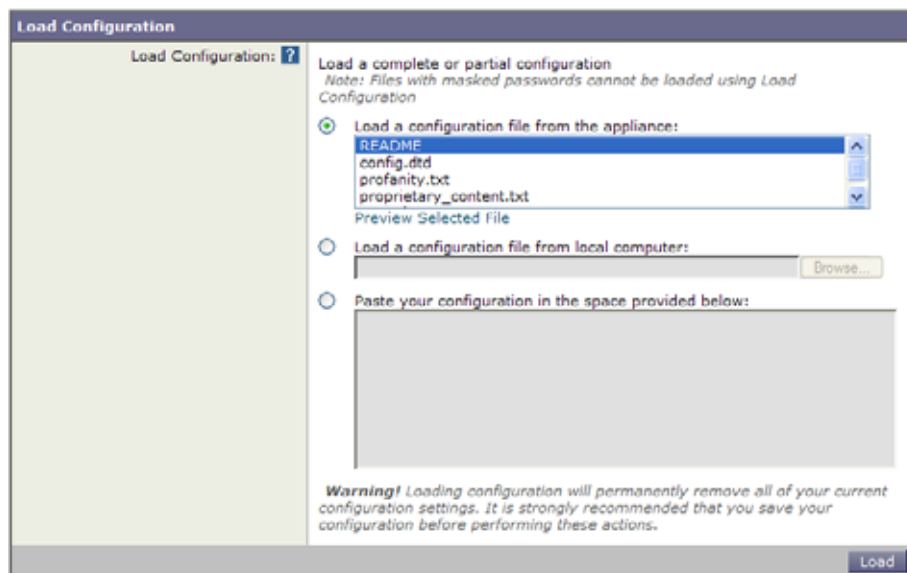 Load Configuration
Load Configuration: ?
Load a complete or partial configuration
Note: Files with masked passwords cannot be loaded using Load
Configuration
Load a configuration file from the appliance:
README
config.dtd
profanity.txt
proprietary_content.txt
Preview Selected File
Load a configuration file from local computer:
Browse...
Paste your configuration in the space provided below:
Warning! Loading configuration will permanently remove all of your current
configuration settings. It is strongly recommended that you save your
configuration before performing these actions.
Load